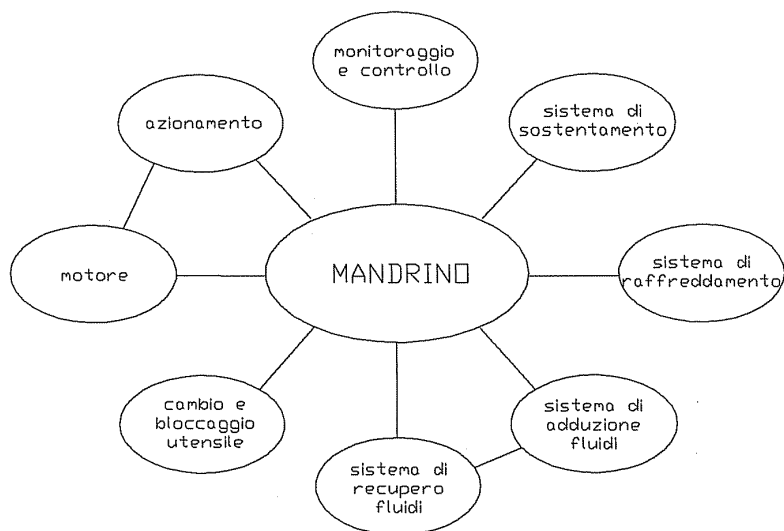 monitoraggio
e controllo
azionamento
sistema di
sostentamento
motore
MANDRINO
sistema di
raffreddamento
cambio e
bloccaggio
utensile
sistema di
adduzione
fluidi
sistema di
recupero
fluidi